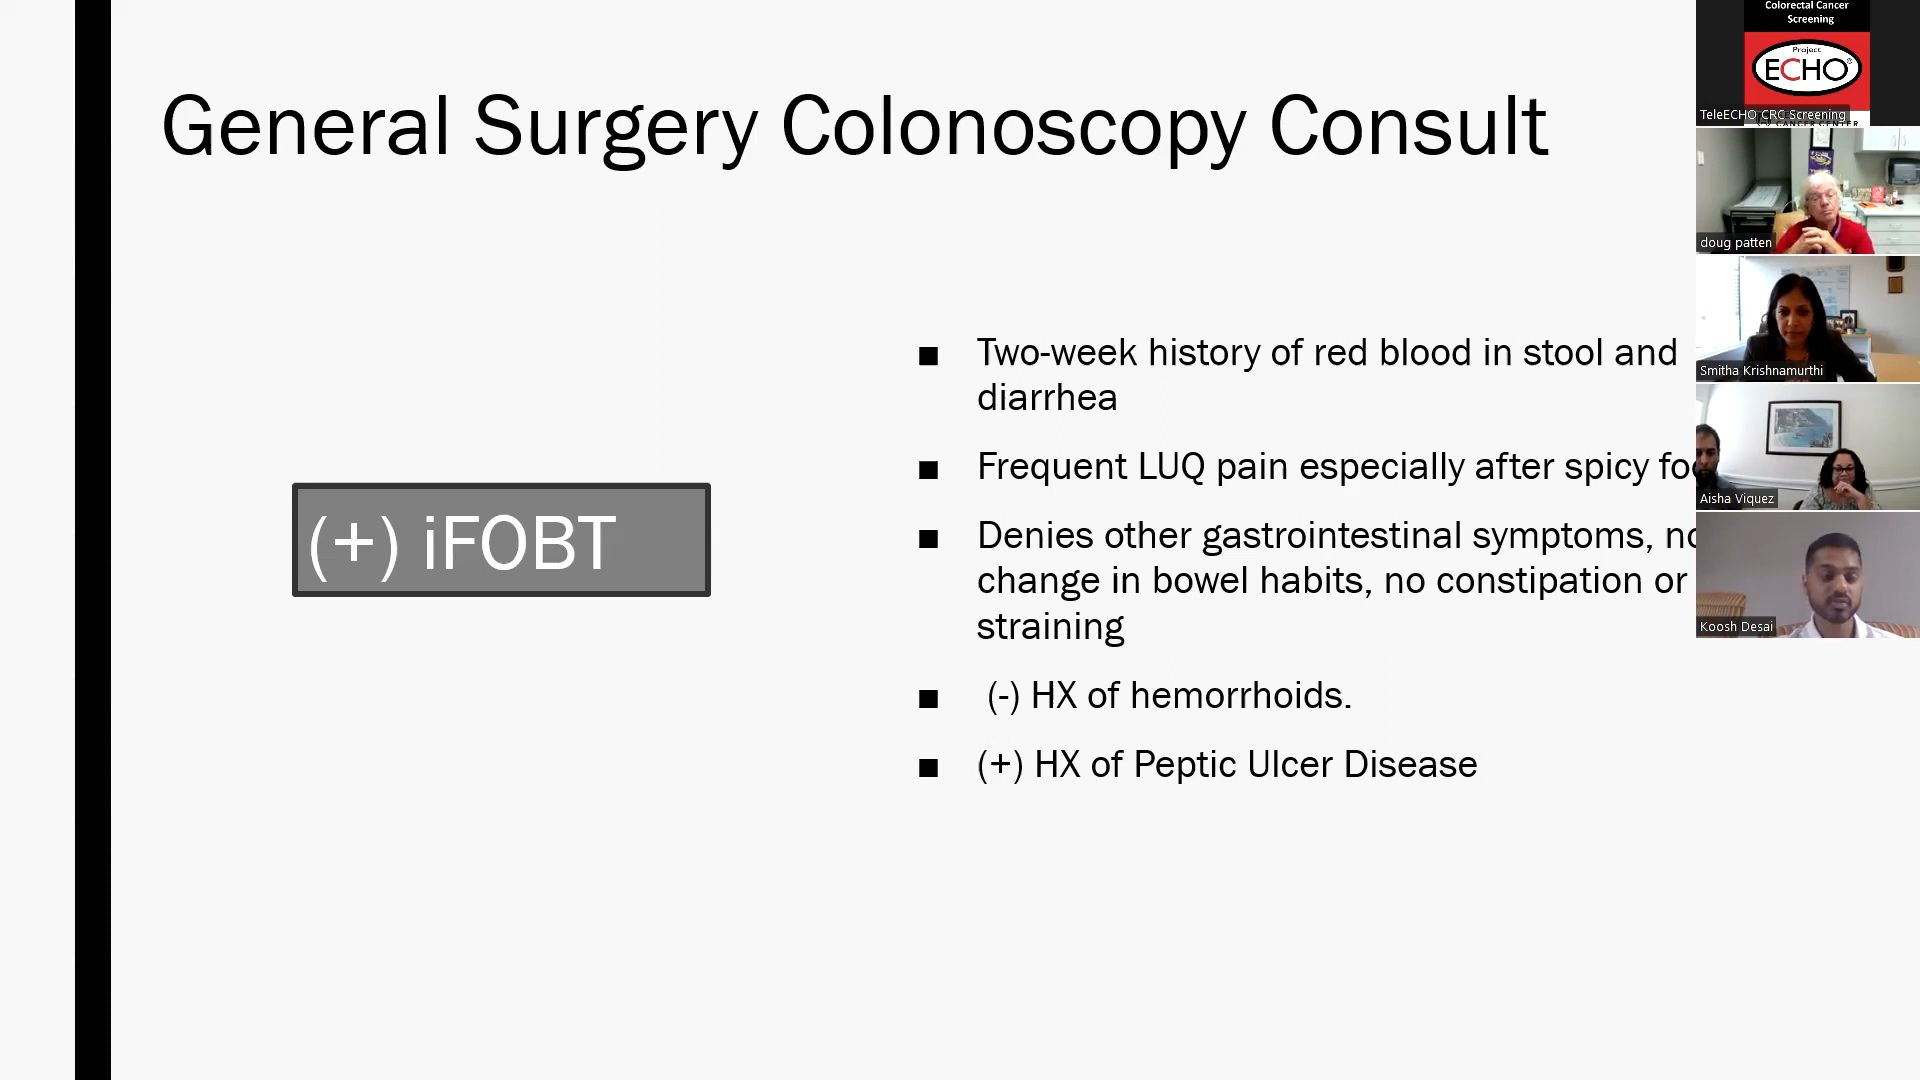 General Surgery Colonoscopy Consult
(+) iFOBT
■ Two-week history of red blood in stool and
diarrhea
■ Frequent LUQ pain especially after spicy
■ Denies other gastrointestinal symptoms, no
change in bowel habits, no constipation or
straining
■ (-) HX of hemorrhoids.
■ (+) HX of Peptic Ulcer Disease
Colorectal Cancer
Screening
Project
ECHO®
TeleECHO CRC Screening
doug patten
Smitha Krishnamurthi
Aisha Viquez
Koosh Desai